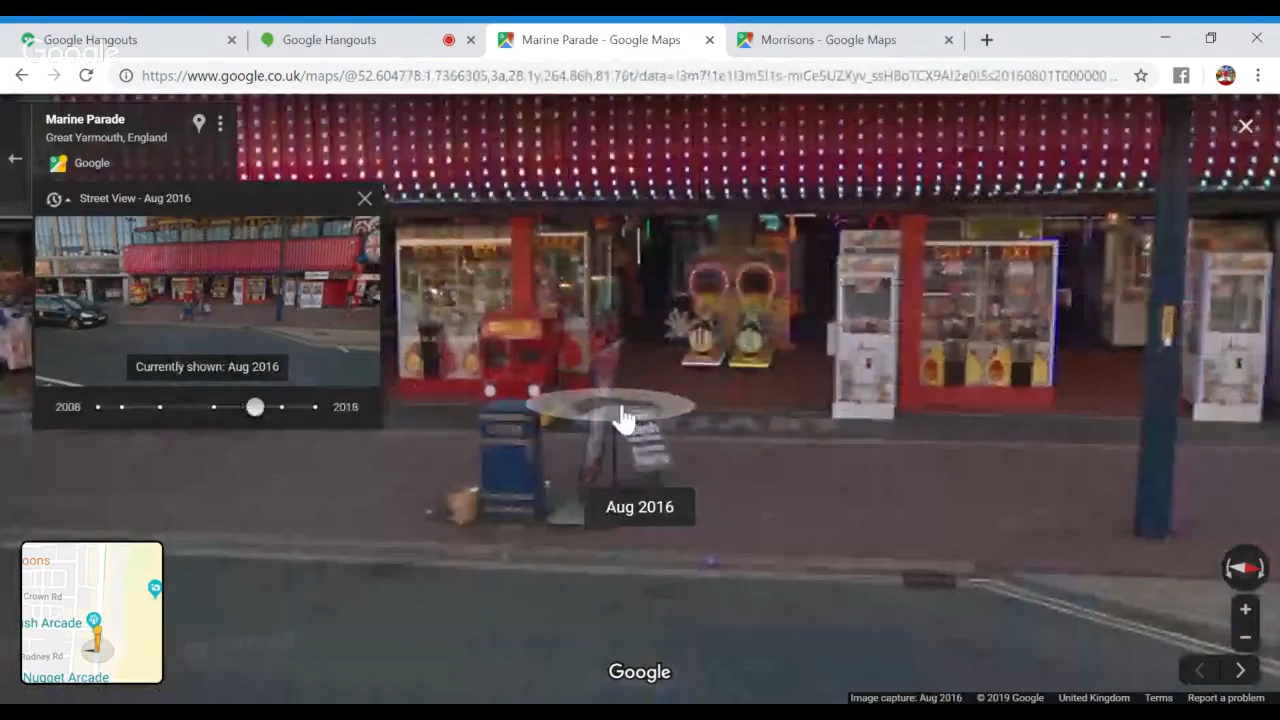 Google Hangouts
Google Hangouts
Marine Parade - Google Maps
Morrisons - Google Maps
Google
Marine Parade
Great Yarmouth, England
Google
Street View - Aug 2016
Currently shown: Aug 2016
2008
2018
Aug 2016
oons
Crown Rd
ish Arcade
Rodney Rd
Nugget Arcade
Google
Image capture: Aug 2016 © 2019 Google United Kingdom Terms Report a problem